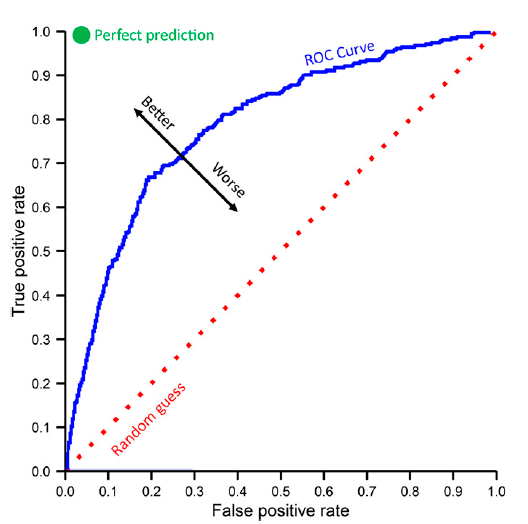 Perfect prediction
ROC Curve
Better
Worse
Random guess
True positive rate
1.0
0.9
0.8
0.7
0.6
0.5
0.4
0.3
0.2
0.1
0.0
0.0 0.1 0.2 0.3 0.4 0.5 0.6 0.7 0.8 0.9 1.0
False positive rate